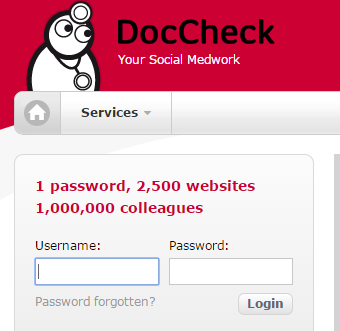 DocCheck
Your Social Medwork
Services
1 password, 2,500 websites
1,000,000 colleagues
Username: Password:
Password forgotten? Login